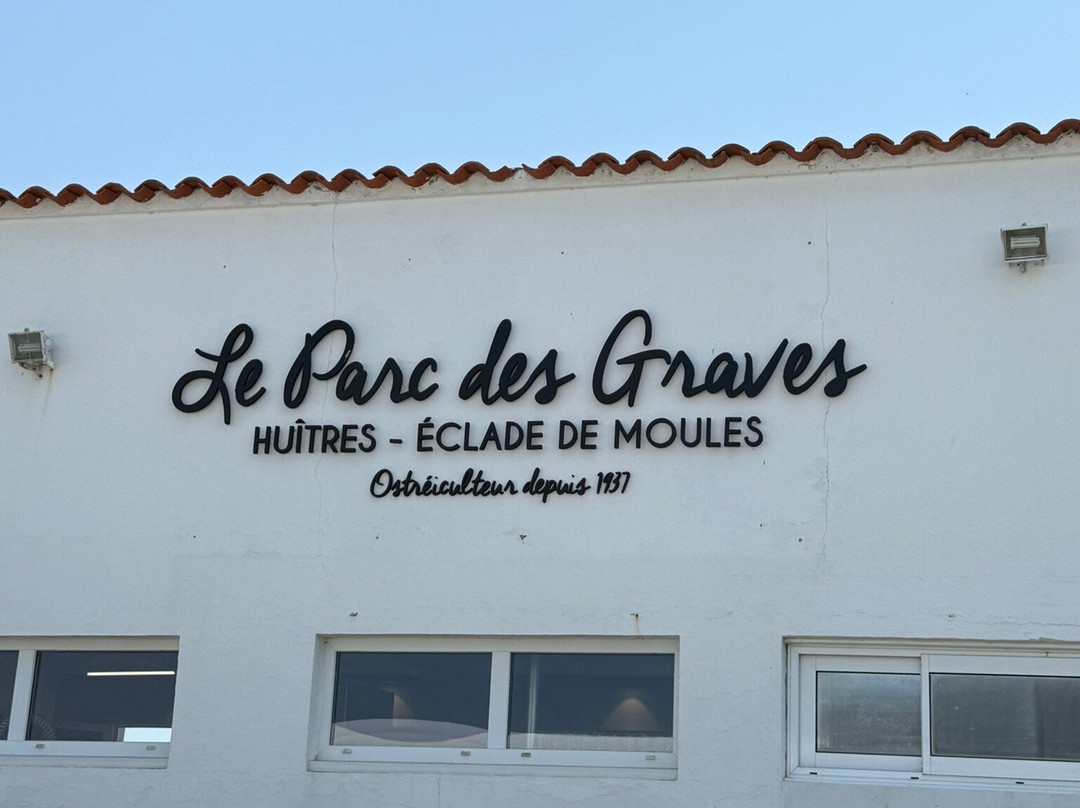 Le Parc des Graves
HUÎTRES - ÉCLADE DE MOULES
Ostréiculteur depuis 1937